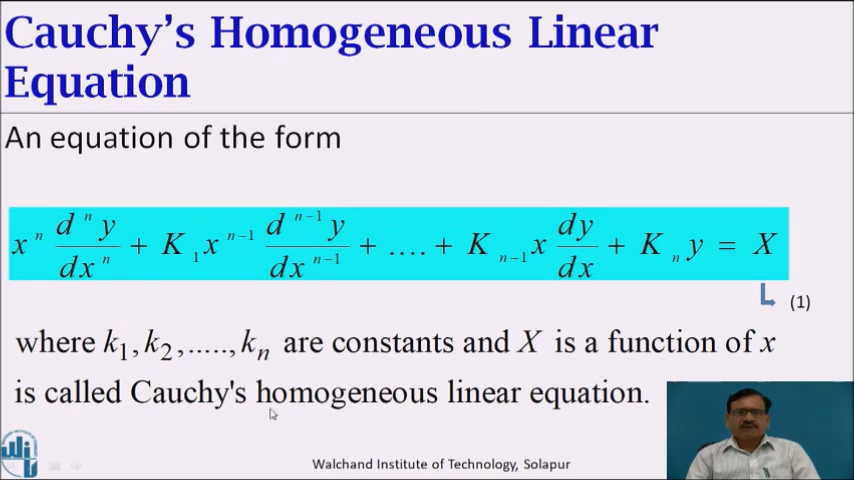 Cauchy's Homogeneous Linear
Equation
An equation of the form
x^n d^n y/dx^n + K_1 x^{n-1} d^{n-1} y/dx^{n-1} + .... + K_{n-1} x dy/dx + K_n y = X
(1)
where k_1, k_2, ....., k_n are constants and X is a function of x
is called Cauchy's homogeneous linear equation.
Walchand Institute of Technology, Solapur